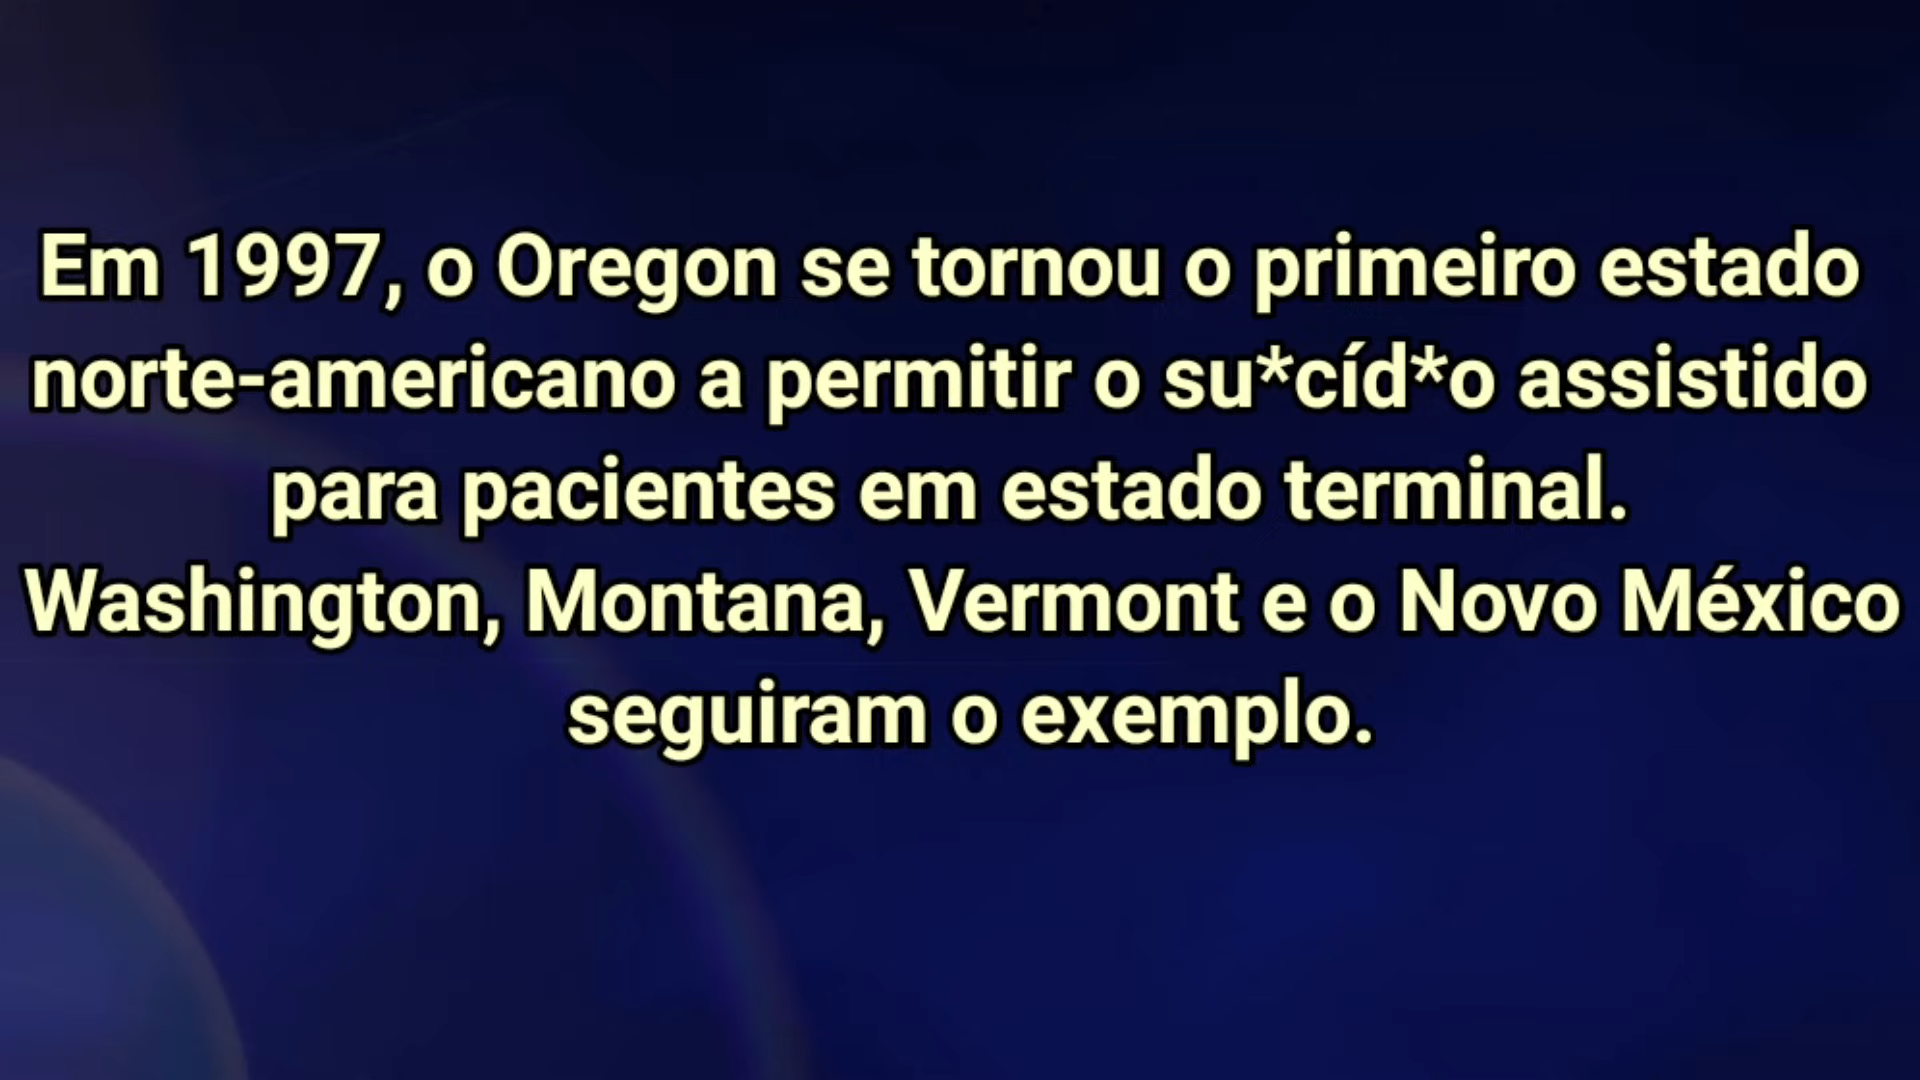 Em 1997, o Oregon se tornou o primeiro estado
norte-americano a permitir o su*cíd*o assistido
para pacientes em estado terminal.
Washington, Montana, Vermont e o Novo México
seguiram o exemplo.